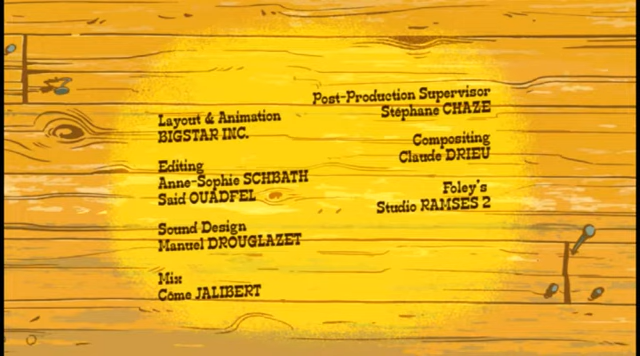 Layout & Animation
BIGSTAR INC.
Editing
Anne-Sophie SCHBATH
Said OUADFEL
Sound Design
Manuel DROUGLAZET
Mix
Côme JALIBERT
Post-Production Supervisor
Stéphane CHAZE
Compositing
Claude DRIEU
Foley's
Studio RAMSES 2